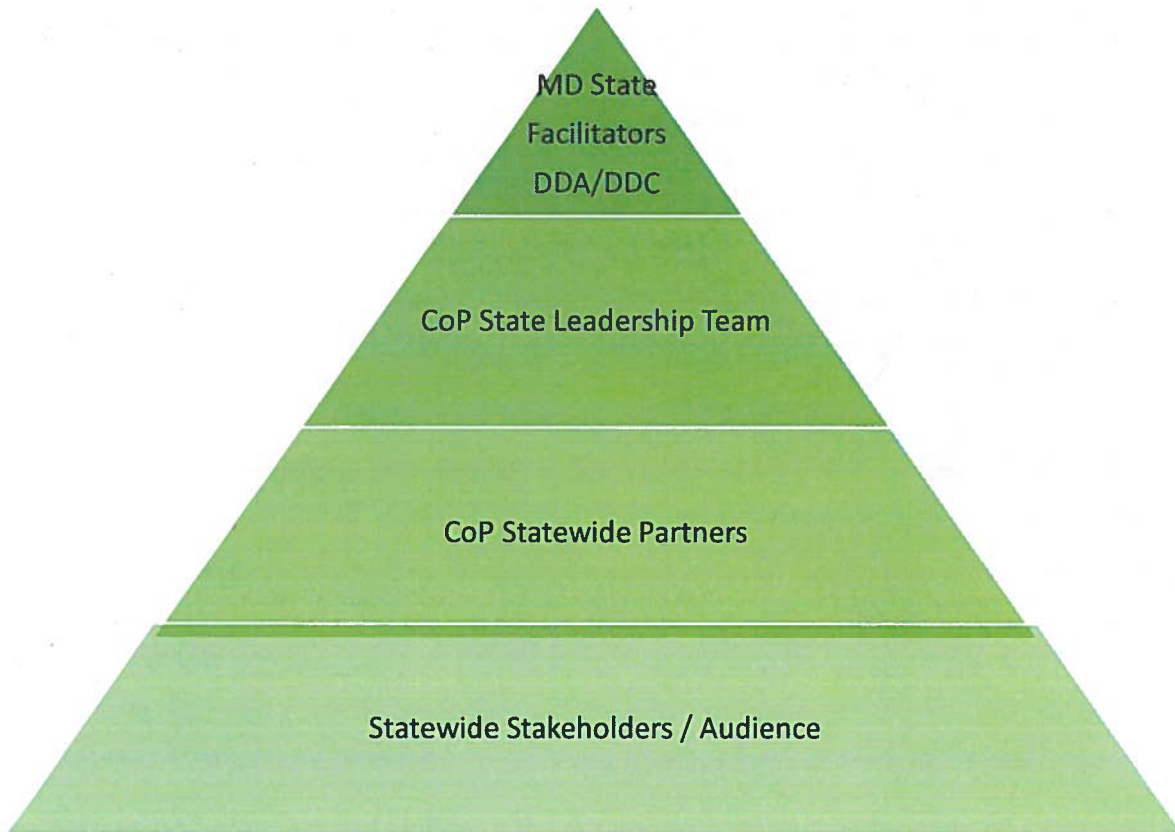 MD State
Facilitators
DDA/DDC
CoP State Leadership Team
CoP Statewide Partners
Statewide Stakeholders / Audience